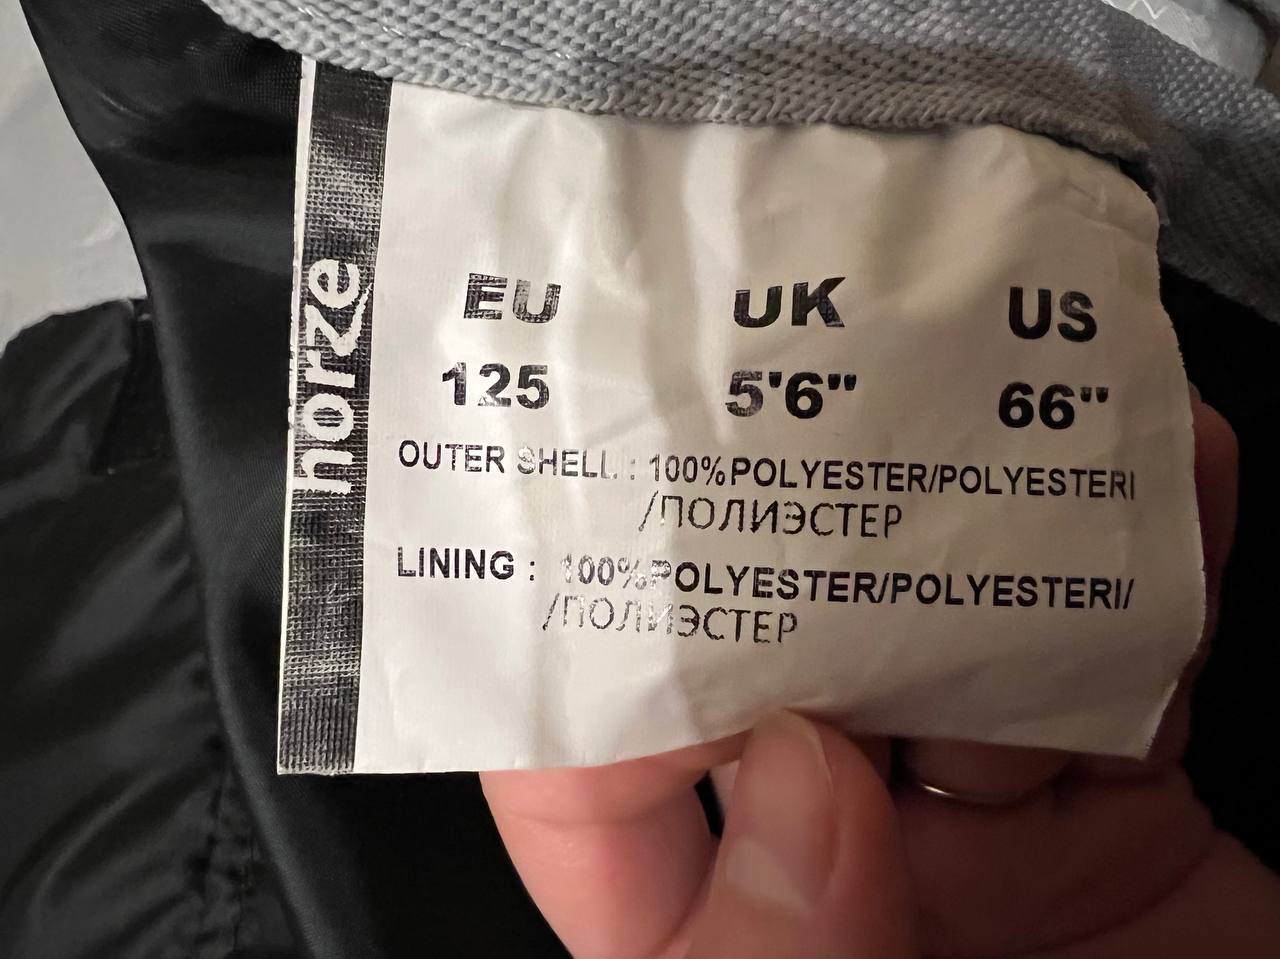 horze
EU UK US
125 5'6" 66"
OUTER SHELL : 100%POLYESTER/POLYESTERI
/ПОЛИЭСТЕР
LINING : 100%POLYESTER/POLYESTERI/
/ПОЛИЭСТЕР